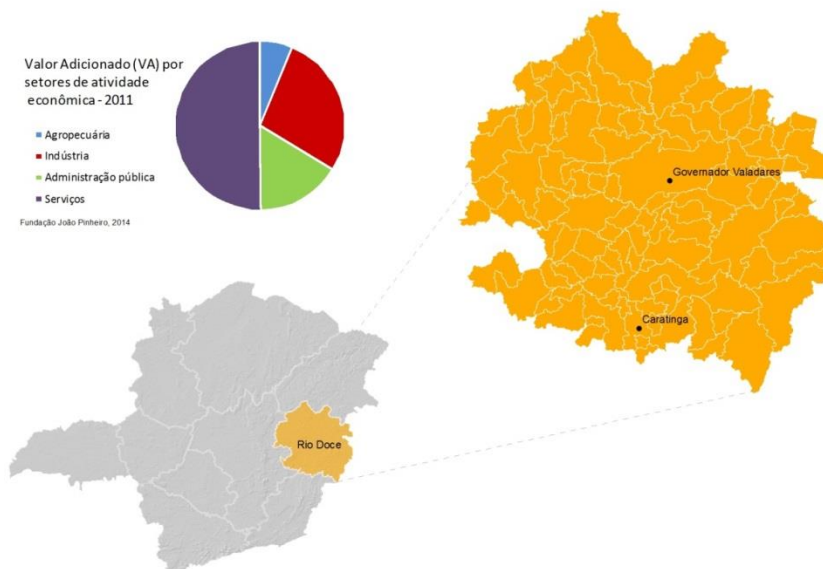 Valor Adicionado (VA) por
setores de atividade
econômica - 2011
Agropecuária
Indústria
Administração pública
Serviços
Fundação João Pinheiro, 2014
Governador Valadares
Caratinga
Rio Doce